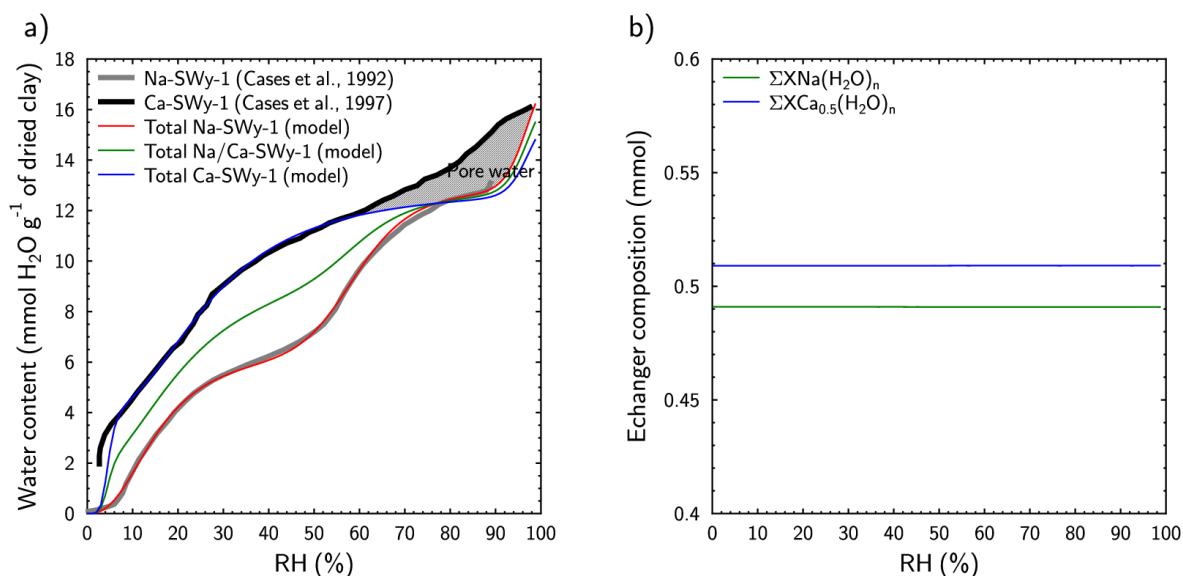 a)
Water content (mmol H₂O g⁻¹ of dried clay)
18
16
14
12
10
8
6
4
2
0
Na-SWy-1 (Cases et al., 1992)
Ca-SWy-1 (Cases et al., 1997)
Total Na-SWy-1 (model)
Total Na/Ca-SWy-1 (model)
Total Ca-SWy-1 (model)
Pore water
0 10 20 30 40 50 60 70 80 90 100
RH (%)
b)
Echanger composition (mmol)
0.6
0.55
0.5
0.45
0.4
ΣXNa(H₂O)ₙ
ΣXCa₀.₅(H₂O)ₙ
0 10 20 30 40 50 60 70 80 90 100
RH (%)